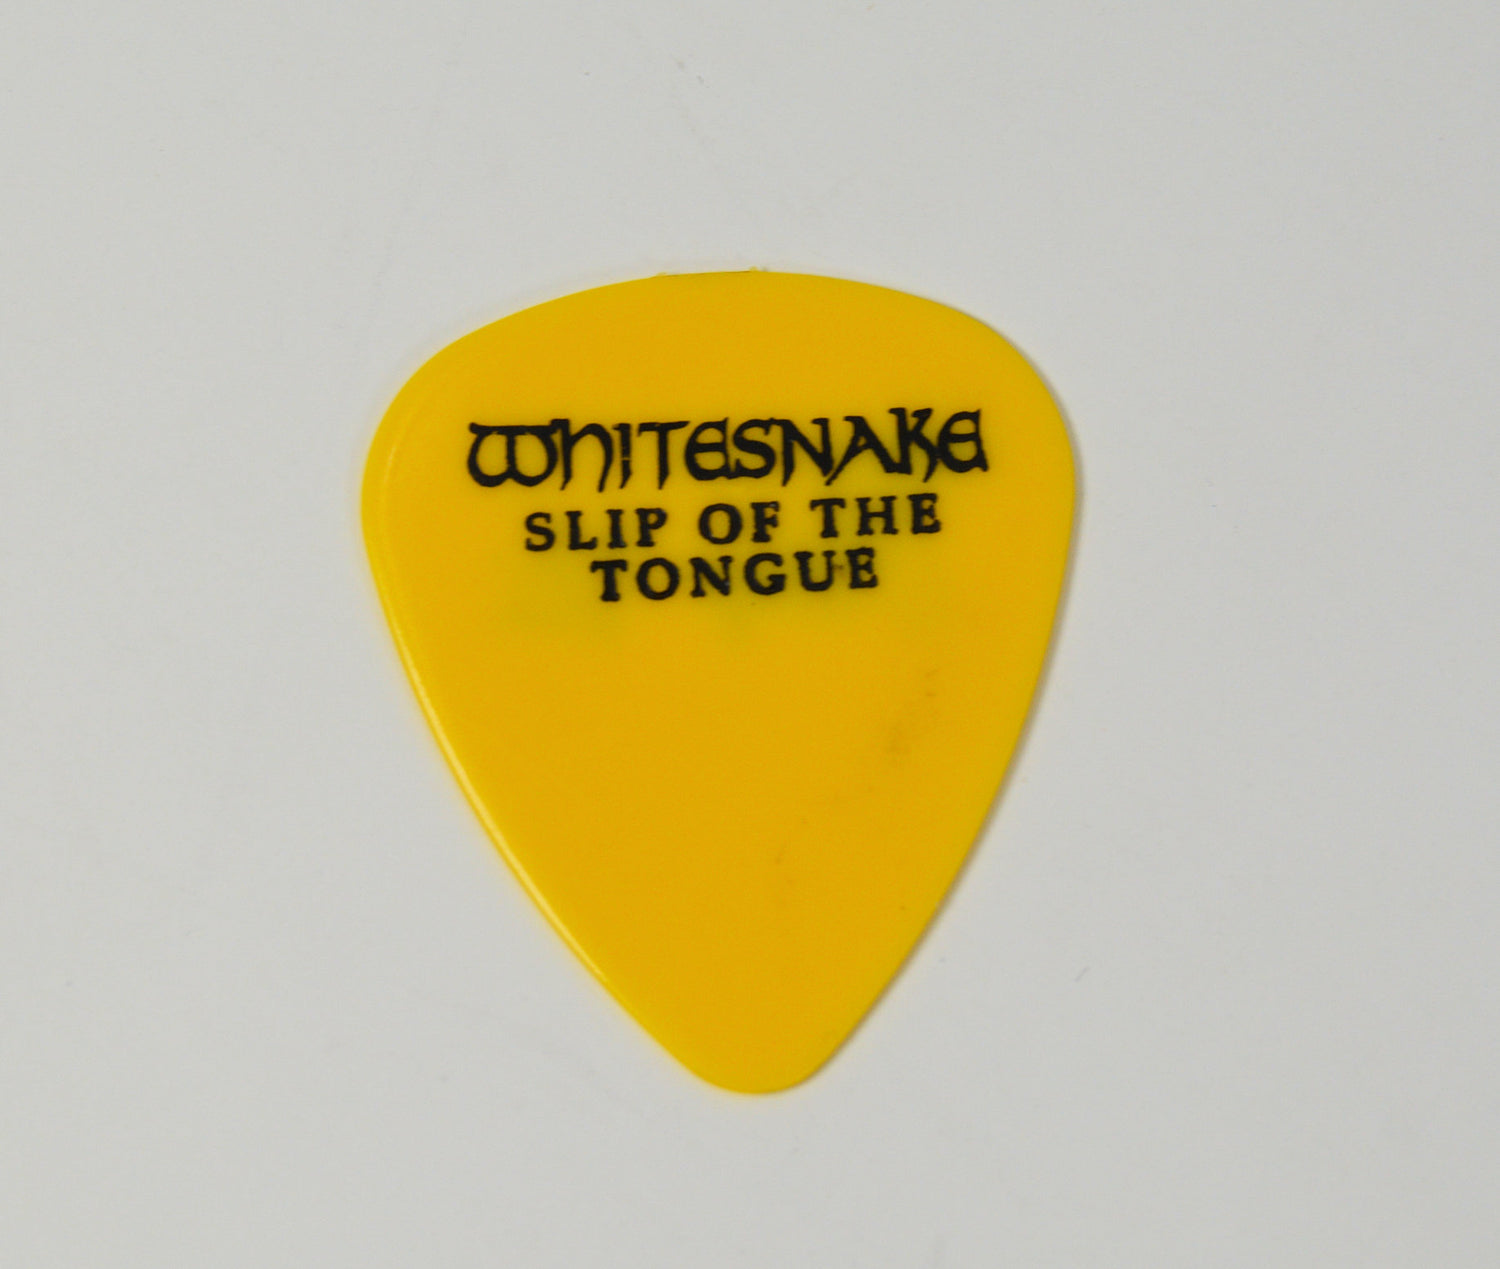 WHITESNAKE
SLIP OF THE
TONGUE